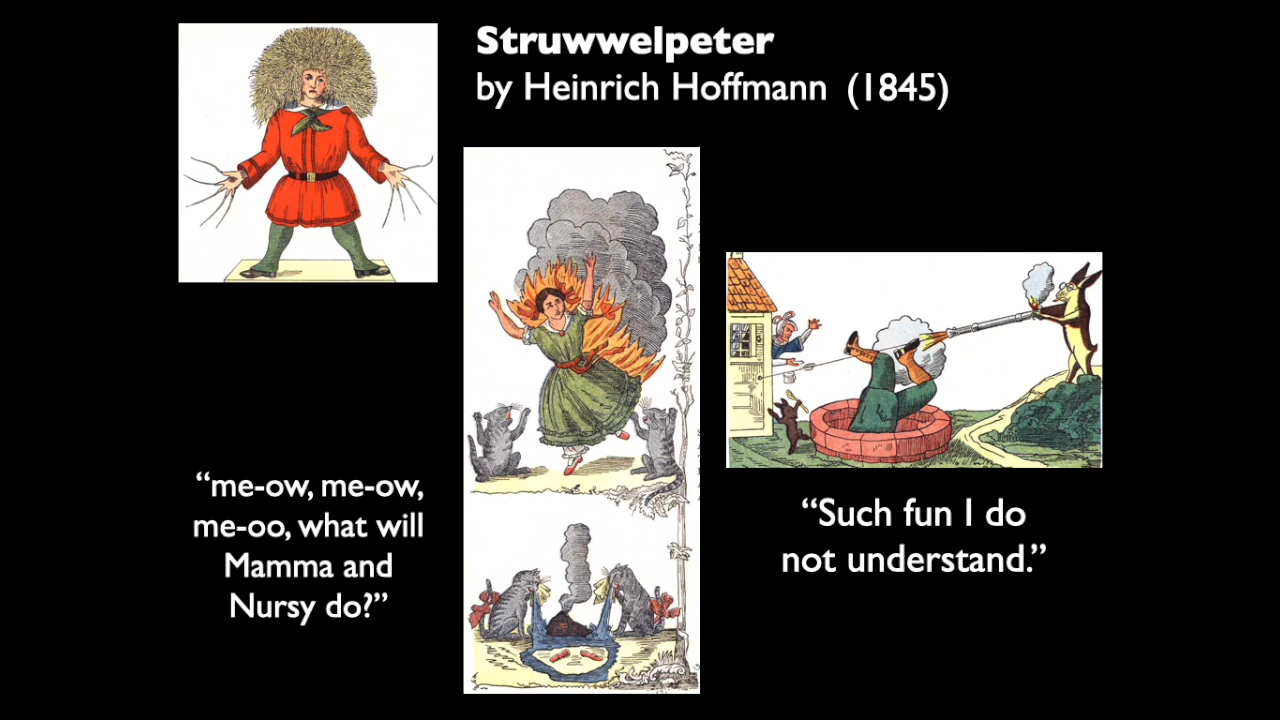 Struwwelpeter
by Heinrich Hoffmann (1845)
“me-ow, me-ow,
me-oo, what will
Mamma and
Nursy do?”
“Such fun I do
not understand.”